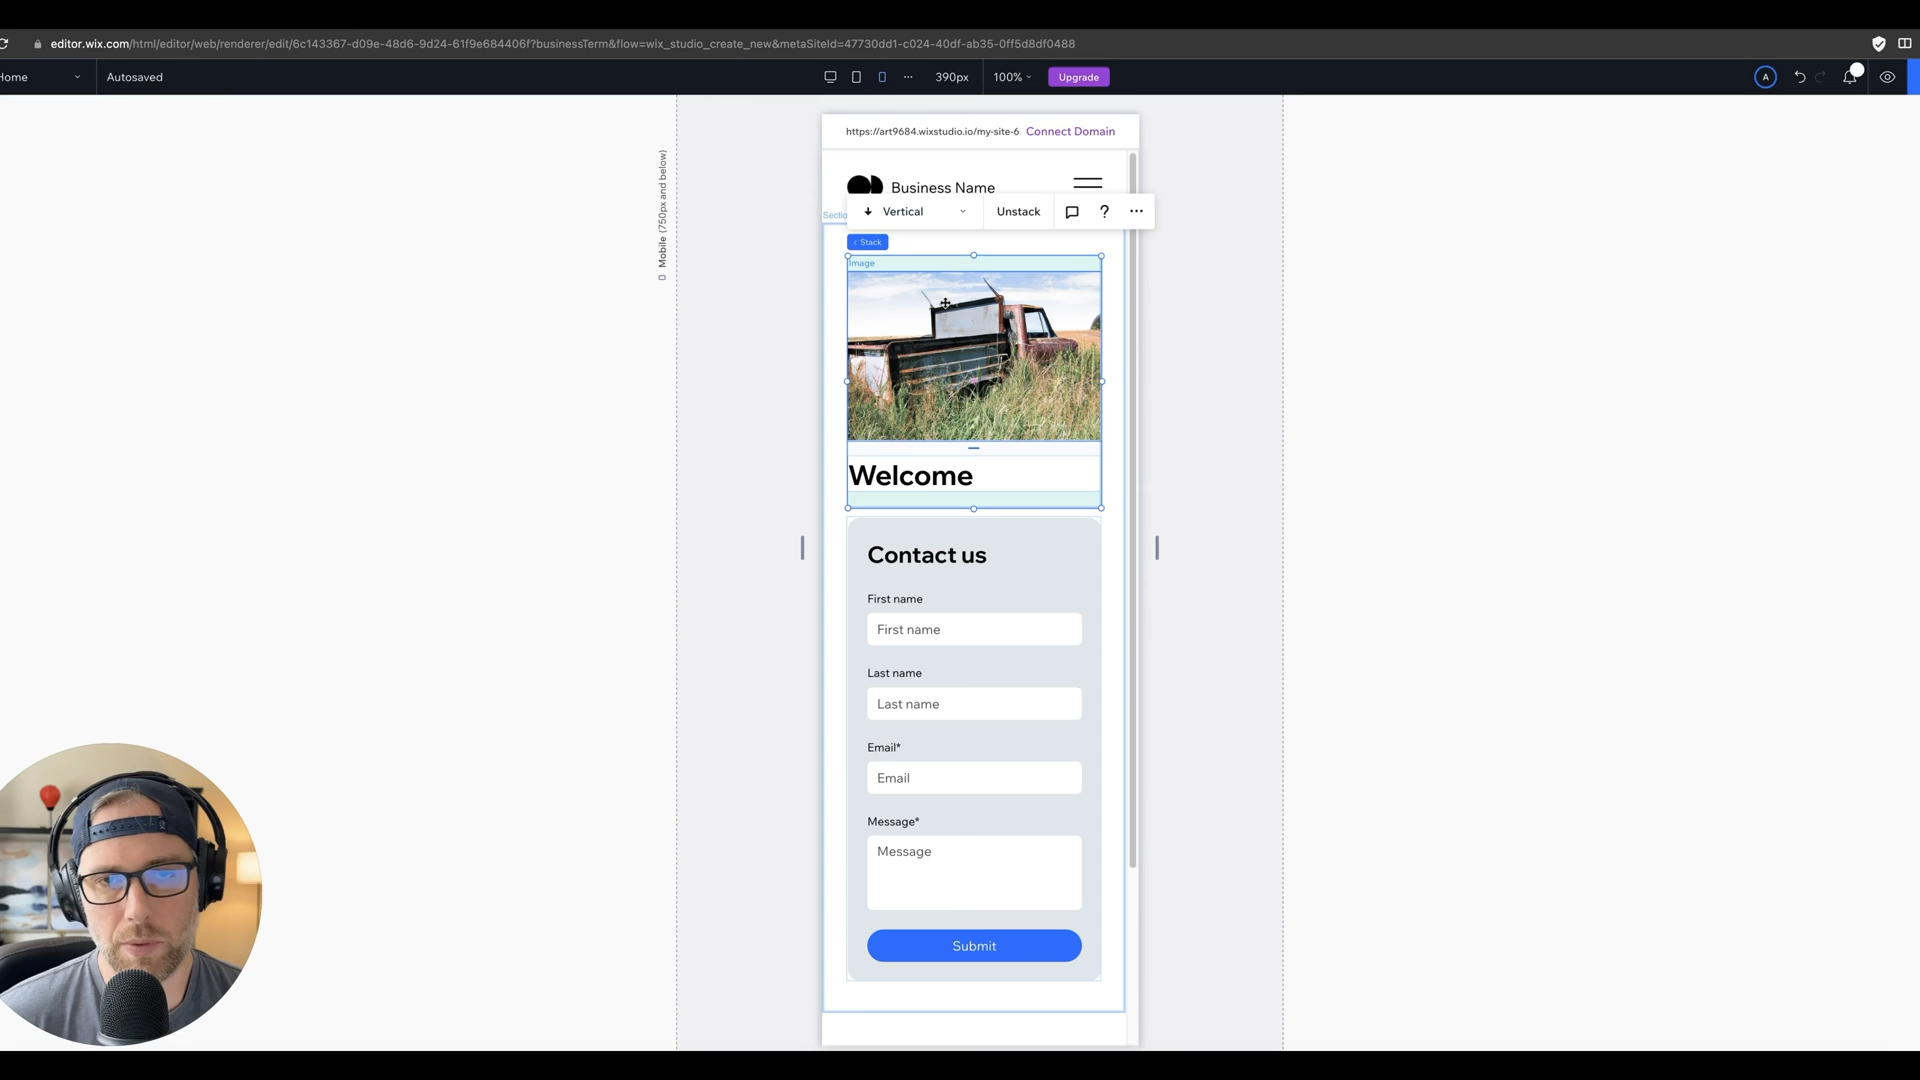 editor.wix.com/html/editor/web/renderer/edit/6c143367-d09e-48d6-9d24-61f9e684406f?businessTerm&flow=wix_studio_create_new&metaSiteId=47730dd1-c024-40df-ab35-0ff5d8df0488
Home
Autosaved
390px
100%
Upgrade
A
https://art9684.wixstudio.io/my-site-6 Connect Domain
Mobile (750px and below)
Business Name
Vertical
Unstack
?
Stack
Image
Welcome
Contact us
First name
First name
Last name
Last name
Email*
Email
Message*
Message
Submit